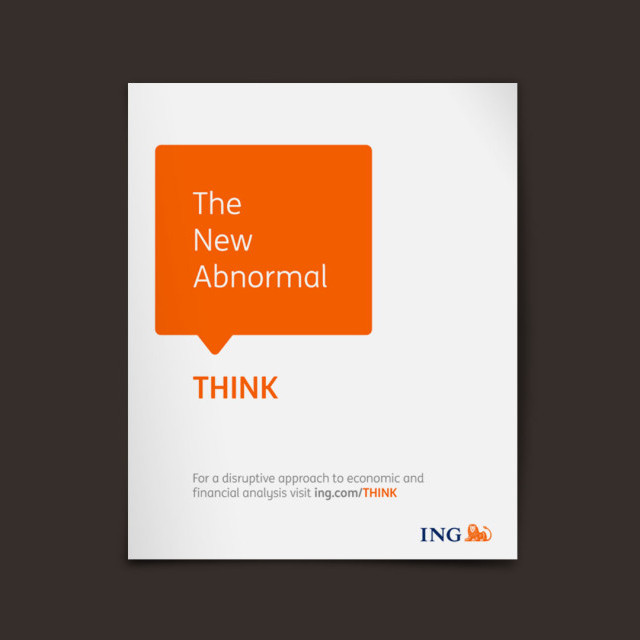 The
New
Abnormal
THINK
For a disruptive approach to economic and
financial analysis visit ing.com/THINK
ING